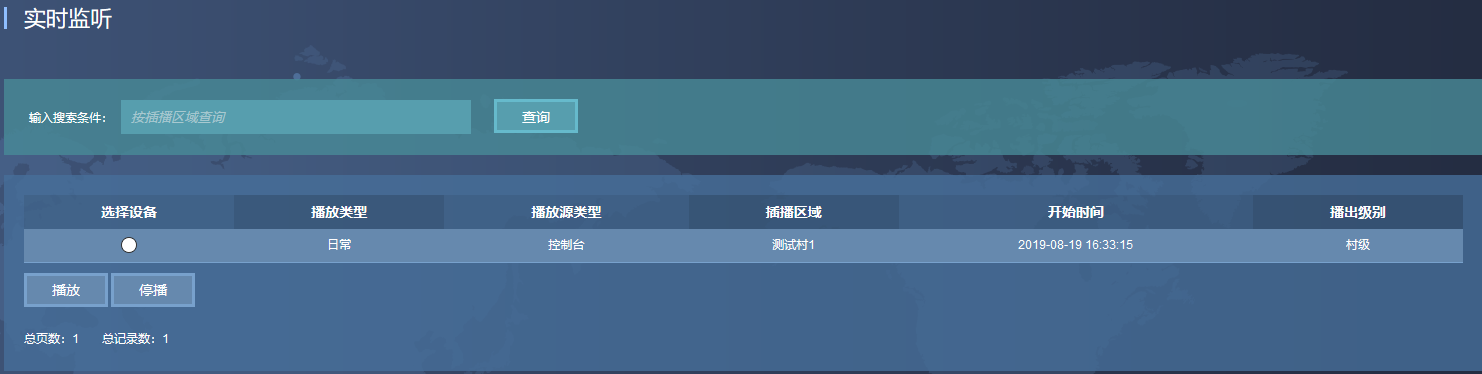 实时监听
输入搜索条件： 按插播区域查询 查询
选择设备 播放类型 播放源类型 插播区域 开始时间 播出级别
日常 控制台 测试村1 2019-08-19 16:33:15 村级
播放 停播
总页数：1 总记录数：1